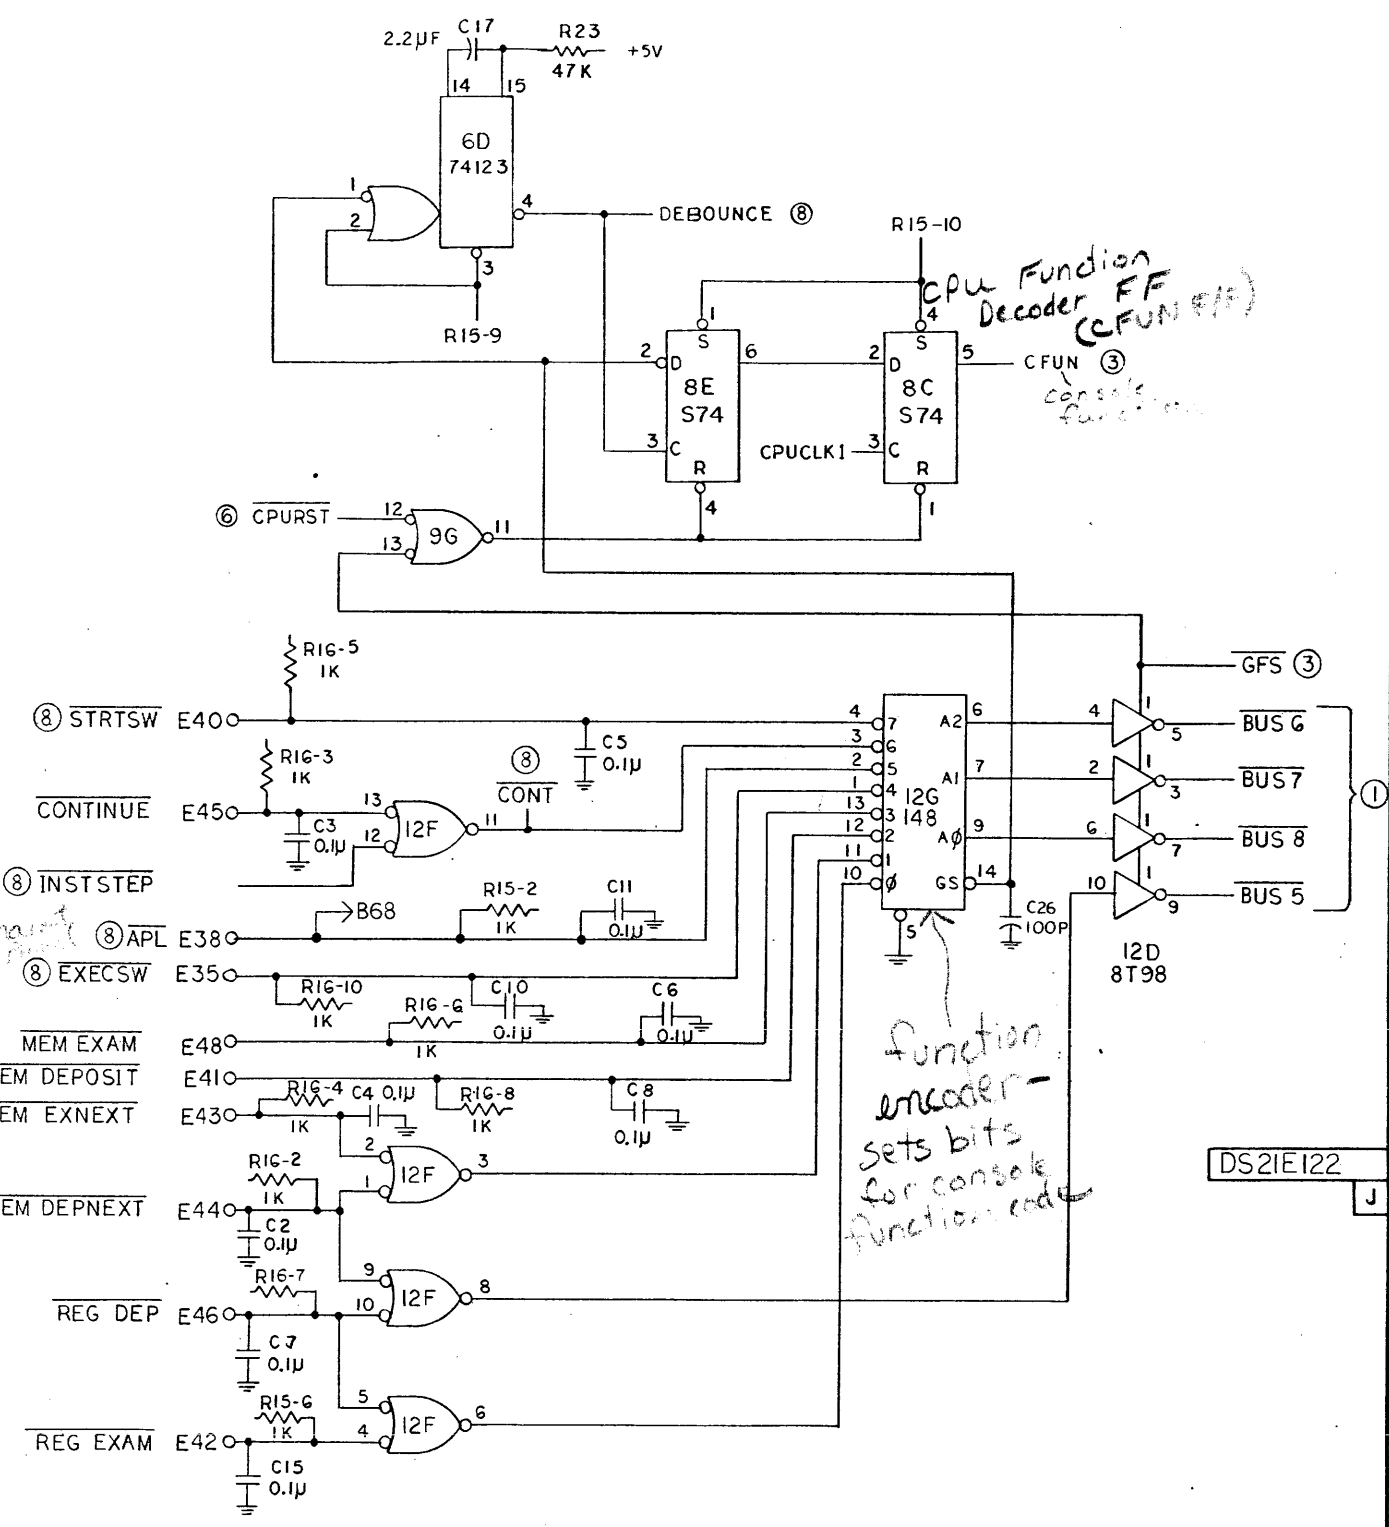 C17
2.2µF
R23
47K
+5V
14
15
6D
74123
1
2
4
3
DEBOUNCE ⑧
R15-9
R15-10
CPU Function
Decoder FF
(CFUN F/F)
1
S
2
D
8E
S74
6
3
C
R
4
4
S
2
D
8C
S74
5
CFUN ③
console
CPUCLK1
3
C
R
1
⑥ CPURST
12
13
9G
11
R16-5
1K
⑧ STRTSW E40
C5
0.1µ
R16-3
1K
⑧
CONT
CONTINUE E45
C3
0.1µ
13
12
12F
11
⑧ INSTSTEP
B68
R15-2
1K
C11
0.1µ
⑧ APL E38
⑧ EXECSW E35
R16-10
1K
C10
0.1µ
R16-6
1K
C6
0.1µ
MEM EXAM E48
EM DEPOSIT E41
R16-4
1K
C4 0.1µ
R16-8
1K
C8
0.1µ
EM EXNEXT E43
2
1
12F
3
R16-2
1K
EM DEPNEXT E44
C2
0.1µ
R16-7
9
10
12F
8
REG DEP E46
C7
0.1µ
R15-6
1K
5
4
12F
6
REG EXAM E42
C15
0.1µ
4
7
3
6
2
5
1
4
13
3
12
2
11
1
10
Ø
12G
148
A2
6
A1
7
AØ
9
GS
14
5
C26
100P
GFS ③
4
1
5
BUS 6
2
1
3
BUS7
6
1
7
BUS 8
10
1
9
BUS 5
①
12D
8T98
function
encoder-
sets bits
for console
function code
DS21E122
J